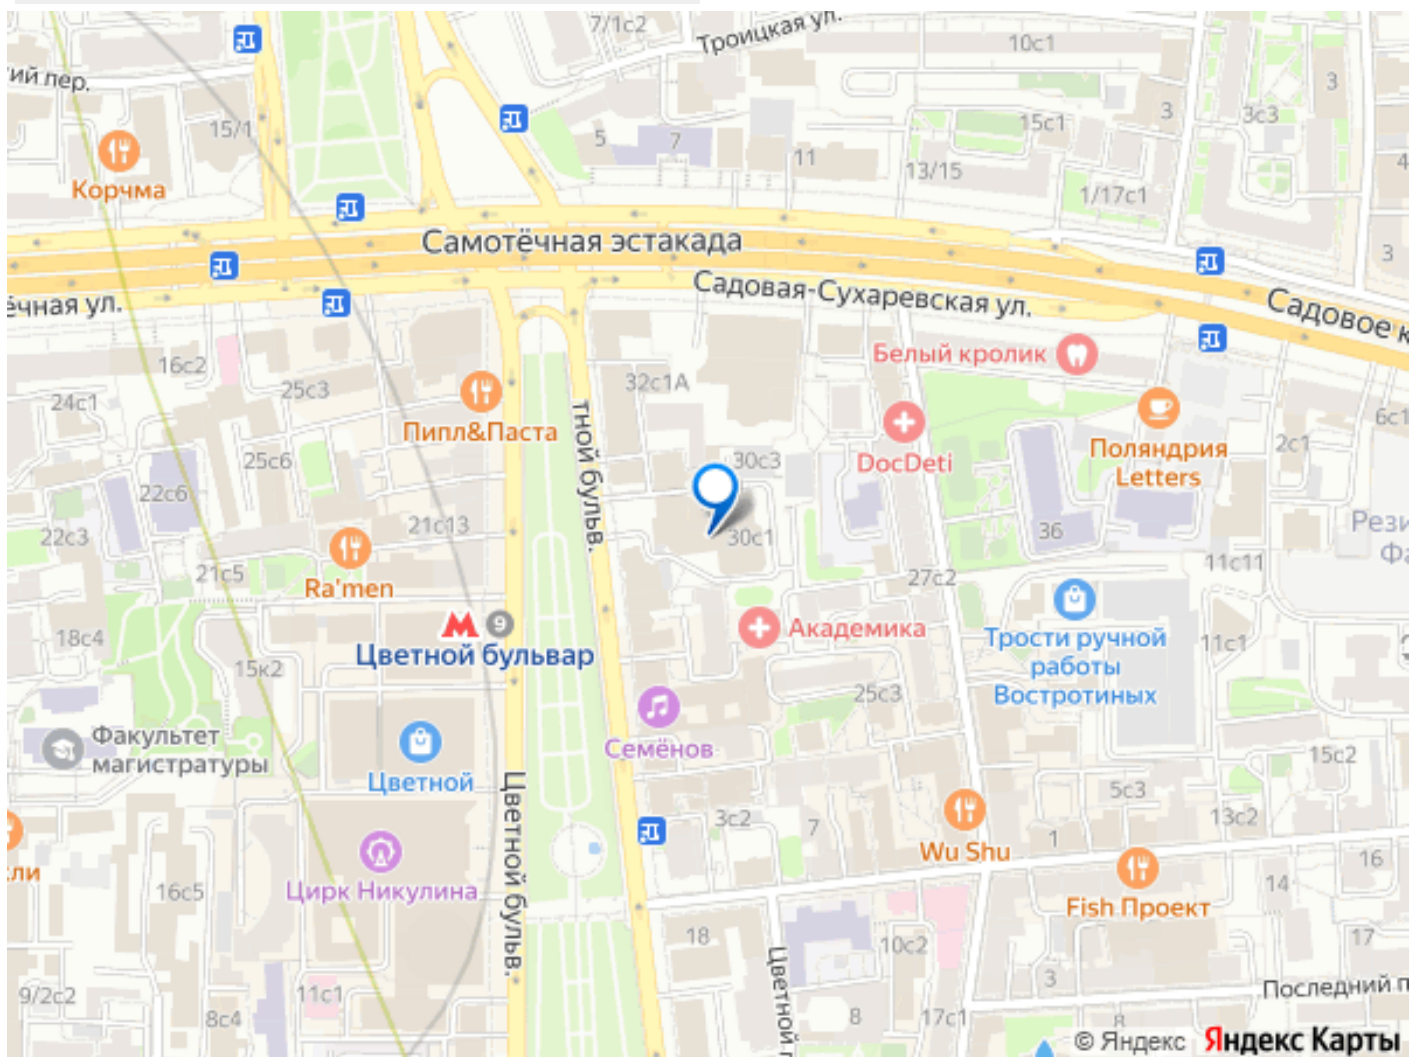 7/1с2
Троицкая ул.
10с1
ий пер.
3
15/1
5
7
11
15с1
3
3с3
4
13/15
Корчма
1/17с1
Самотёчная эстакада
3
Садовая-Сухаревская ул.
Садовое к
ёчная ул.
Белый кролик
16с2
25с3
32с1А
24с1
6с1
Пипл&Паста
тной бульв.
Поляндрия
Letters
2с1
25с6
30с3
DocDeti
22с6
21с13
22с3
30с1
36
Рези
Фа
11с11
21с5
Ra'men
27с2
9
Цветной бульвар
18с4
15к2
Академика
Трости ручной
работы
Востротиных
11с1
25с3
Факультет
магистратуры
Семёнов
15с2
Цветной
Цветной бульв.
5с3
3с2
7
13с2
1
Wu Shu
16
ли
Цирк Никулина
16с5
14
Fish Проект
18
10с2
17
Цветной п
3
Последний п
9/2с2
11с1
8с4
8
17с1
8
© Яндекс
Яндекс Карты